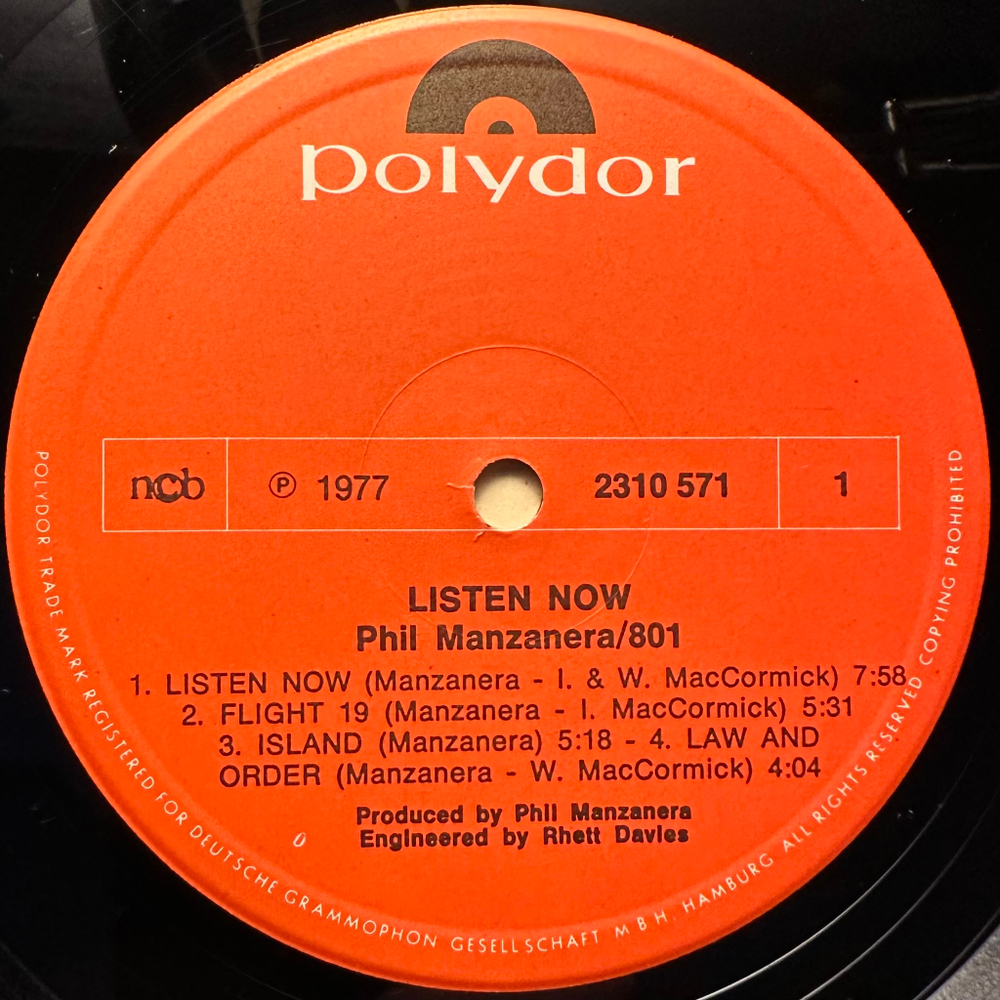 polydor
ncb
℗ 1977
2310 571
1
LISTEN NOW
Phil Manzanera/801
1. LISTEN NOW (Manzanera - I. & W. MacCormick) 7:58
2. FLIGHT 19 (Manzanera - I. MacCormick) 5:31
3. ISLAND (Manzanera) 5:18 - 4. LAW AND
ORDER (Manzanera - W. MacCormick) 4:04
Produced by Phil Manzanera
Engineered by Rhett Davies
0
POLYDOR TRADE MARK REGISTERED FOR DEUTSCHE GRAMMOPHON GESELLSCHAFT M B H. HAMBURG ALL RIGHTS RESERVED COPYING PROHIBITED